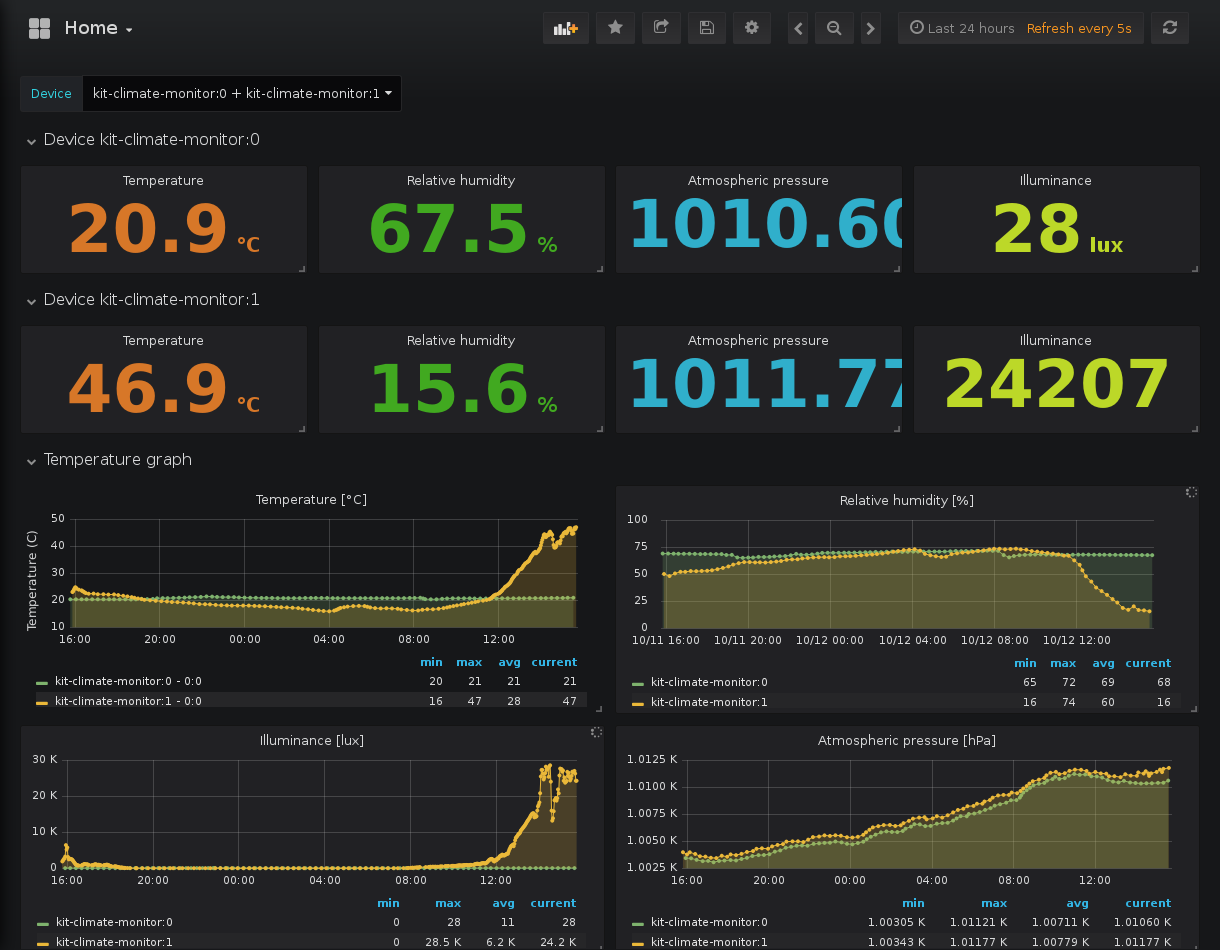 Home
Last 24 hours Refresh every 5s
Device kit-climate-monitor:0 + kit-climate-monitor:1
Device kit-climate-monitor:0
Temperature Relative humidity Atmospheric pressure Illuminance
20.9 °C 67.5 % 1010.60 28 lux
Device kit-climate-monitor:1
Temperature Relative humidity Atmospheric pressure Illuminance
46.9 °C 15.6 % 1011.77 24207
Temperature graph
Temperature [°C]
Temperature (C)
50
40
30
20
10
16:00 20:00 00:00 04:00 08:00 12:00
min max avg current
kit-climate-monitor:0 - 0:0 20 21 21 21
kit-climate-monitor:1 - 0:0 16 47 28 47
Relative humidity [%]
100
75
50
25
0
10/11 16:00 10/11 20:00 10/12 00:00 10/12 04:00 10/12 08:00 10/12 12:00
min max avg current
kit-climate-monitor:0 65 72 69 68
kit-climate-monitor:1 16 74 60 16
Illuminance [lux]
30 K
20 K
10 K
0
16:00 20:00 00:00 04:00 08:00 12:00
min max avg current
kit-climate-monitor:0 0 28 11 28
kit-climate-monitor:1 0 28.5 K 6.2 K 24.2 K
Atmospheric pressure [hPa]
1.0125 K
1.0100 K
1.0075 K
1.0050 K
1.0025 K
16:00 20:00 00:00 04:00 08:00 12:00
min max avg current
kit-climate-monitor:0 1.00305 K 1.01121 K 1.00711 K 1.01060 K
kit-climate-monitor:1 1.00343 K 1.01177 K 1.00779 K 1.01177 K